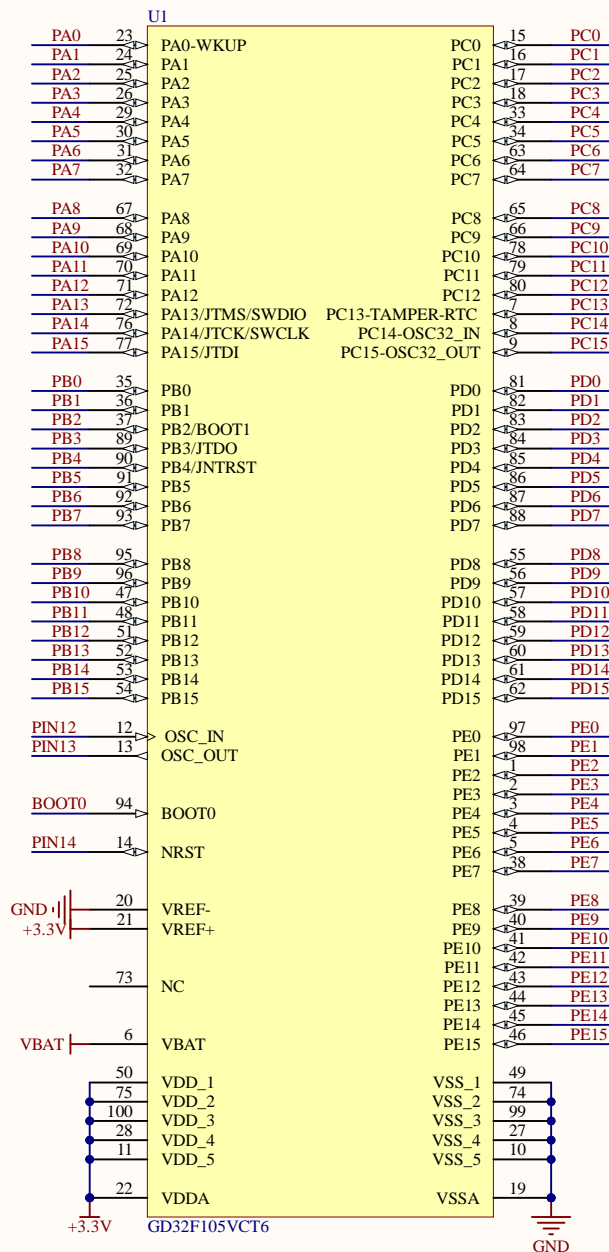 U1
PA0 23 PA0-WKUP PC0 15 PC0
PA1 24 PA1 PC1 16 PC1
PA2 25 PA2 PC2 17 PC2
PA3 26 PA3 PC3 18 PC3
PA4 29 PA4 PC4 33 PC4
PA5 30 PA5 PC5 34 PC5
PA6 31 PA6 PC6 63 PC6
PA7 32 PA7 PC7 64 PC7
PA8 67 PA8 PC8 65 PC8
PA9 68 PA9 PC9 66 PC9
PA10 69 PA10 PC10 78 PC10
PA11 70 PA11 PC11 79 PC11
PA12 71 PA12 PC12 80 PC12
PA13 72 PA13/JTMS/SWDIO PC13-TAMPER-RTC 7 PC13
PA14 76 PA14/JTCK/SWCLK PC14-OSC32_IN 8 PC14
PA15 77 PA15/JTDI PC15-OSC32_OUT 9 PC15
PB0 35 PB0 PD0 81 PD0
PB1 36 PB1 PD1 82 PD1
PB2 37 PB2/BOOT1 PD2 83 PD2
PB3 89 PB3/JTDO PD3 84 PD3
PB4 90 PB4/JNTRST PD4 85 PD4
PB5 91 PB5 PD5 86 PD5
PB6 92 PB6 PD6 87 PD6
PB7 93 PB7 PD7 88 PD7
PB8 95 PB8 PD8 55 PD8
PB9 96 PB9 PD9 56 PD9
PB10 47 PB10 PD10 57 PD10
PB11 48 PB11 PD11 58 PD11
PB12 51 PB12 PD12 59 PD12
PB13 52 PB13 PD13 60 PD13
PB14 53 PB14 PD14 61 PD14
PB15 54 PB15 PD15 62 PD15
PIN12 12 OSC_IN PE0 97 PE0
PIN13 13 OSC_OUT PE1 98 PE1
PE2 1 PE2
PE3 2 PE3
BOOT0 94 BOOT0 PE4 3 PE4
PE5 4 PE5
PIN14 14 NRST PE6 5 PE6
PE7 38 PE7
GND 20 VREF- PE8 39 PE8
+3.3V 21 VREF+ PE9 40 PE9
PE10 41 PE10
PE11 42 PE11
73 NC PE12 43 PE12
PE13 44 PE13
PE14 45 PE14
VBAT 6 VBAT PE15 46 PE15
50 VDD_1 VSS_1 49
75 VDD_2 VSS_2 74
100 VDD_3 VSS_3 99
28 VDD_4 VSS_4 27
11 VDD_5 VSS_5 10
22 VDDA VSSA 19
+3.3V GD32F105VCT6
GND